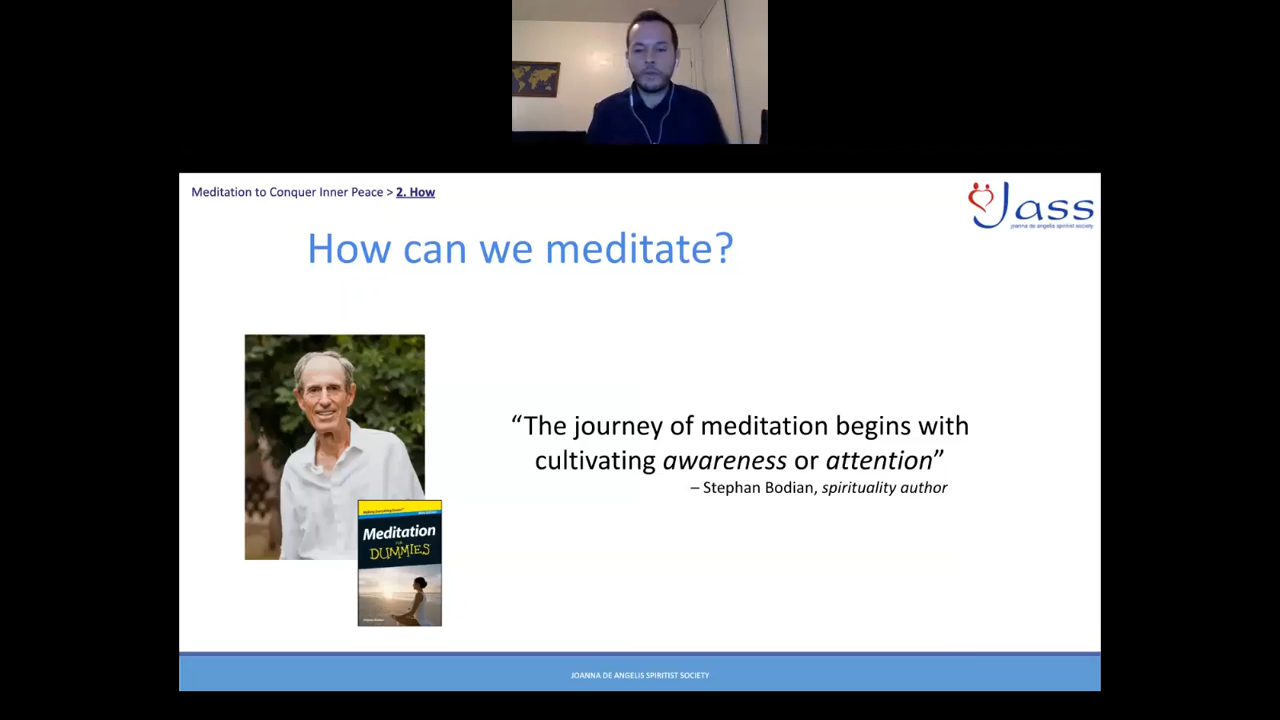 Meditation to Conquer Inner Peace > 2. How
Jass
joanna de angelis spiritist society
How can we meditate?
“The journey of meditation begins with
cultivating awareness or attention”
– Stephan Bodian, spirituality author
Meditation
FOR
DUMMIES
JOANNA DE ANGELIS SPIRITIST SOCIETY